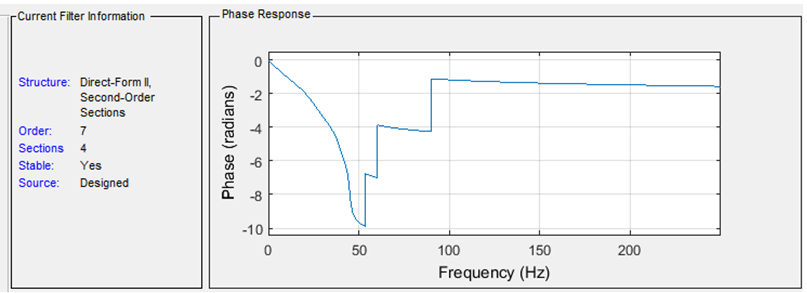 Current Filter Information
Structure: Direct-Form II,
Second-Order
Sections
Order: 7
Sections 4
Stable: Yes
Source: Designed
Phase Response
Phase (radians)
0
-2
-4
-6
-8
-10
0 50 100 150 200
Frequency (Hz)